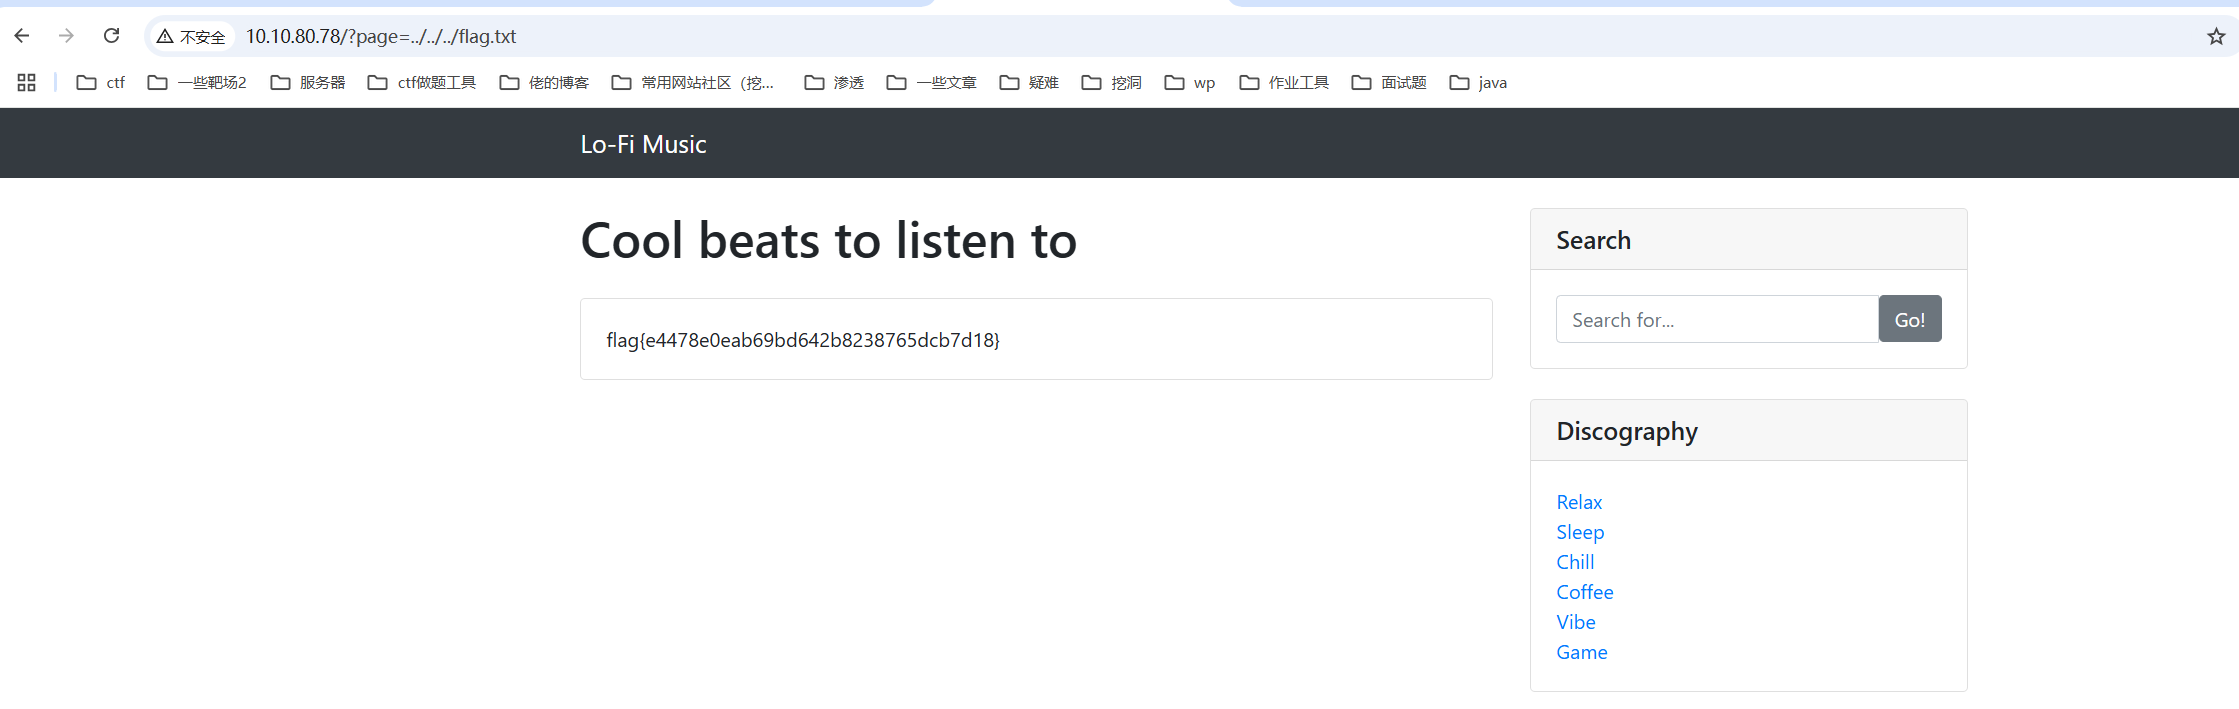 不安全 10.10.80.78/?page=../../../flag.txt
ctf 一些靶场2 服务器 ctf做题工具 佬的博客 常用网站社区（挖... 渗透 一些文章 疑难 挖洞 wp 作业工具 面试题 java
Lo-Fi Music
Cool beats to listen to
flag{e4478e0eab69bd642b8238765dcb7d18}
Search
Search for...
Go!
Discography
Relax
Sleep
Chill
Coffee
Vibe
Game